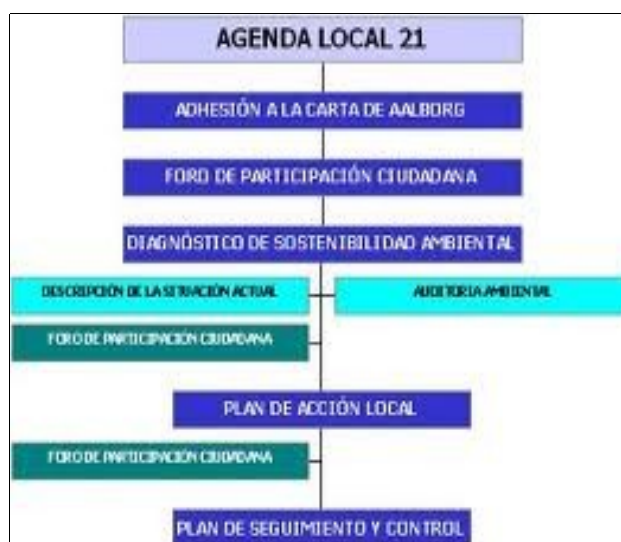 AGENDA LOCAL 21
ADHESIÓN A LA CARTA DE AALBORG
FORO DE PARTICIPACIÓN CIUDADANA
DIAGNÓSTICO DE SOSTENIBILIDAD AMBIENTAL
DESCRIPCIÓN DE LA SITUACIÓN ACTUAL
AUDITORIA AMBIENTAL
FORO DE PARTICIPACIÓN CIUDADANA
PLAN DE ACCIÓN LOCAL
FORO DE PARTICIPACIÓN CIUDADANA
PLAN DE SEGUIMIENTO Y CONTROL